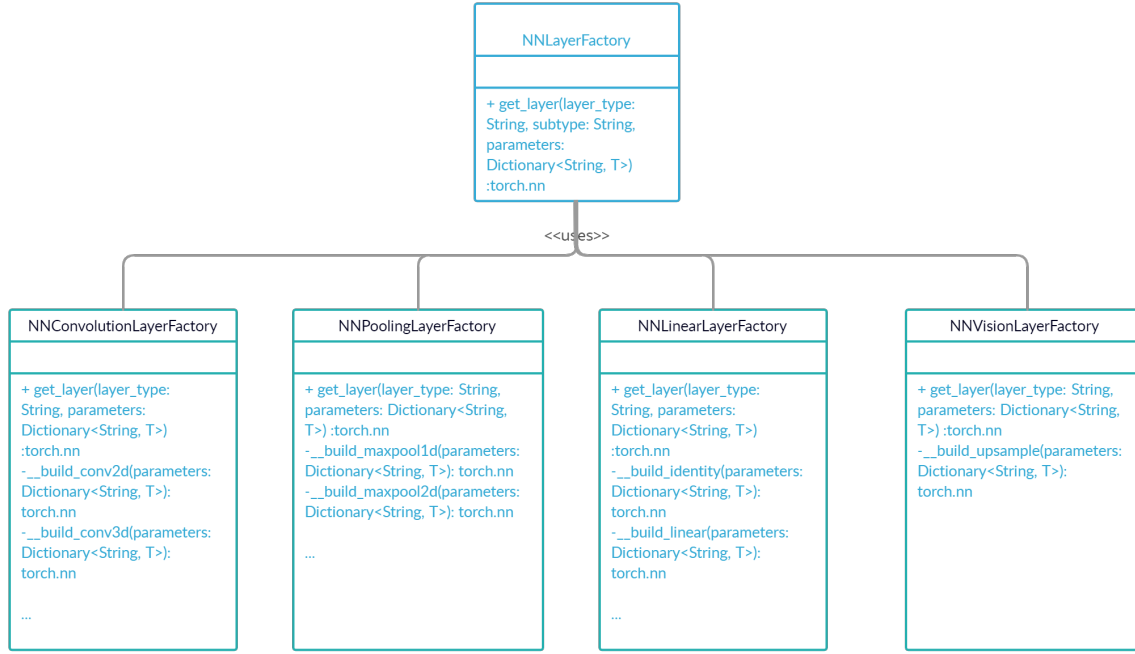 NNLayerFactory
+ get_layer(layer_type:
String, subtype: String,
parameters:
Dictionary<String, T>)
:torch.nn
<<uses>>
NNConvolutionLayerFactory
+ get_layer(layer_type:
String, parameters:
Dictionary<String, T>)
:torch.nn
-__build_conv2d(parameters:
Dictionary<String, T>):
torch.nn
-__build_conv3d(parameters:
Dictionary<String, T>):
torch.nn
...
NNPoolingLayerFactory
+ get_layer(layer_type: String,
parameters: Dictionary<String,
T>) :torch.nn
-__build_maxpool1d(parameters:
Dictionary<String, T>): torch.nn
-__build_maxpool2d(parameters:
Dictionary<String, T>): torch.nn
...
NNLinearLayerFactory
+ get_layer(layer_type:
String, parameters:
Dictionary<String, T>)
:torch.nn
-__build_identity(parameters:
Dictionary<String, T>):
torch.nn
-__build_linear(parameters:
Dictionary<String, T>):
torch.nn
...
NNVisionLayerFactory
+ get_layer(layer_type: String,
parameters: Dictionary<String,
T>) :torch.nn
-__build_upsample(parameters:
Dictionary<String, T>):
torch.nn